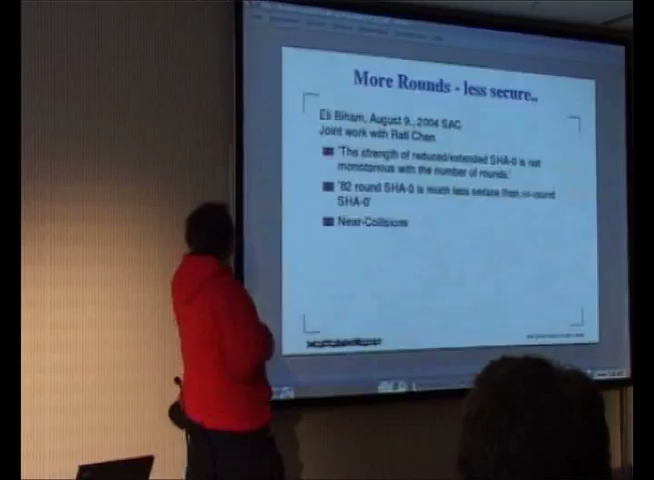 More Rounds - less secure..
Eli Biham, August 9., 2004 SAC
Joint work with Rafi Chen
'The strength of reduced/extended SHA-0 is not
monotonous with the number of rounds.'
'82 round SHA-0 is much less secure than 80-round
SHA-0'
Near-Collisions